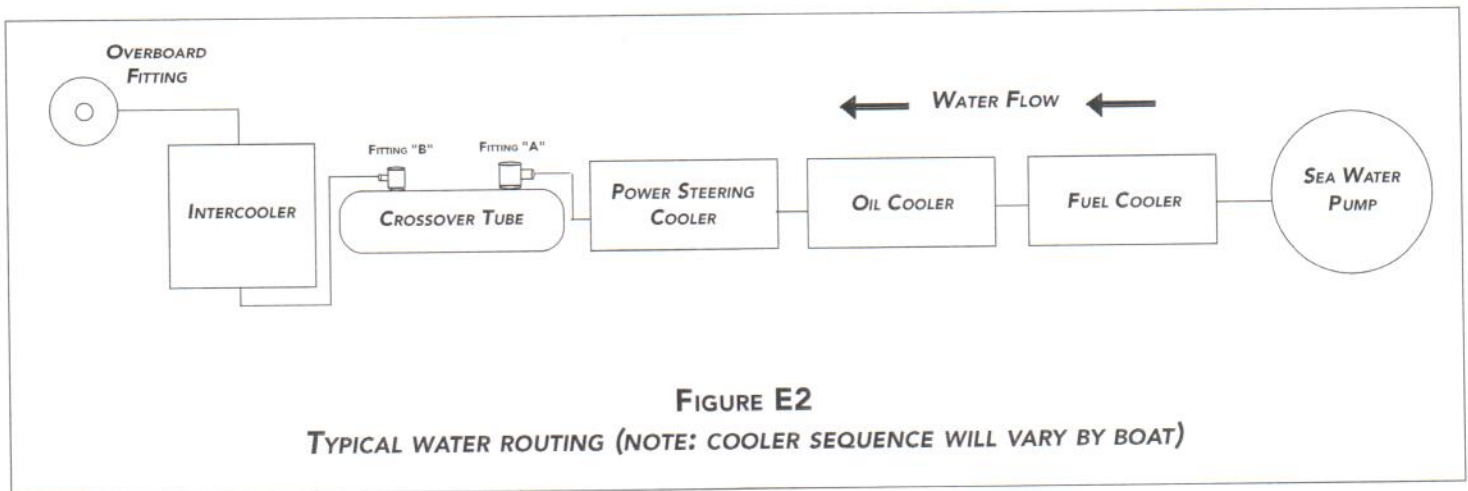 OVERBOARD
FITTING
WATER FLOW
FITTING "B"
FITTING "A"
INTERCOOLER
CROSSOVER TUBE
POWER STEERING
COOLER
OIL COOLER
FUEL COOLER
SEA WATER
PUMP
FIGURE E2
TYPICAL WATER ROUTING (NOTE: COOLER SEQUENCE WILL VARY BY BOAT)